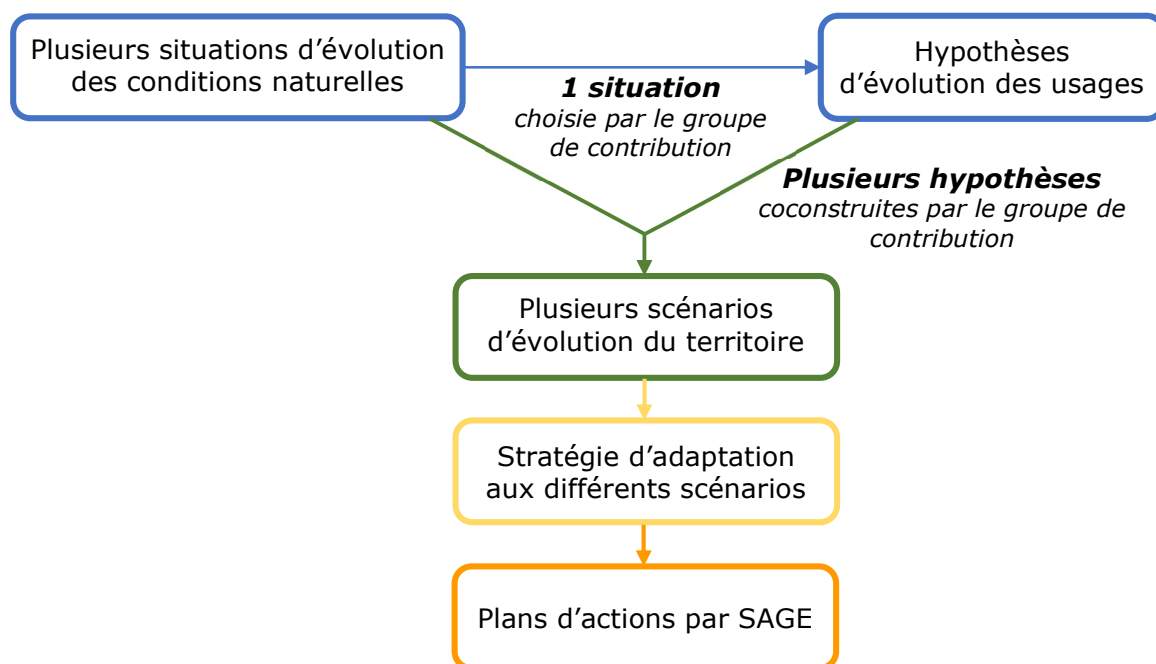 Plusieurs situations d’évolution
des conditions naturelles
Hypothèses
d’évolution des usages
1 situation
choisie par le groupe
de contribution
Plusieurs hypothèses
coconstruites par le groupe de
contribution
Plusieurs scénarios
d’évolution du territoire
Stratégie d’adaptation
aux différents scénarios
Plans d’actions par SAGE